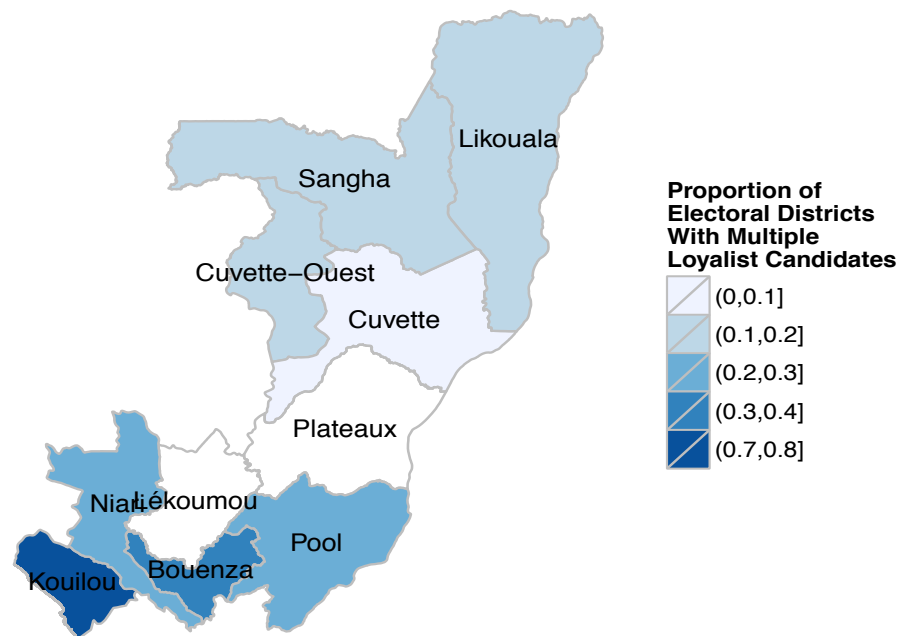 Likouala
Sangha
Cuvette−Ouest
Cuvette
Plateaux
Niari
Lékoumou
Pool
Bouenza
Kouilou
Proportion of
Electoral Districts
With Multiple
Loyalist Candidates
(0,0.1]
(0.1,0.2]
(0.2,0.3]
(0.3,0.4]
(0.7,0.8]